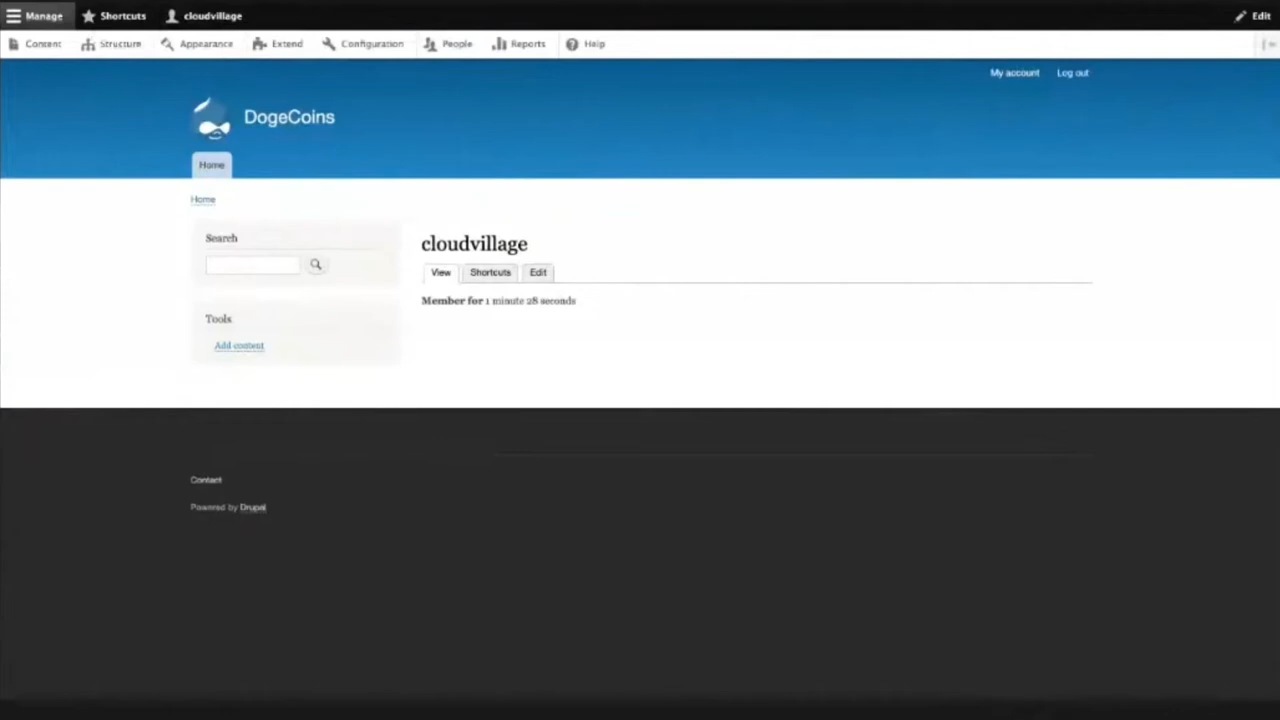 Manage Shortcuts cloudvillage Edit
Content Structure Appearance Extend Configuration People Reports Help
My account Log out
DogeCoins
Home
Home
Search
cloudvillage
View Shortcuts Edit
Member for 1 minute 28 seconds
Tools
Add content
Contact
Powered by Drupal